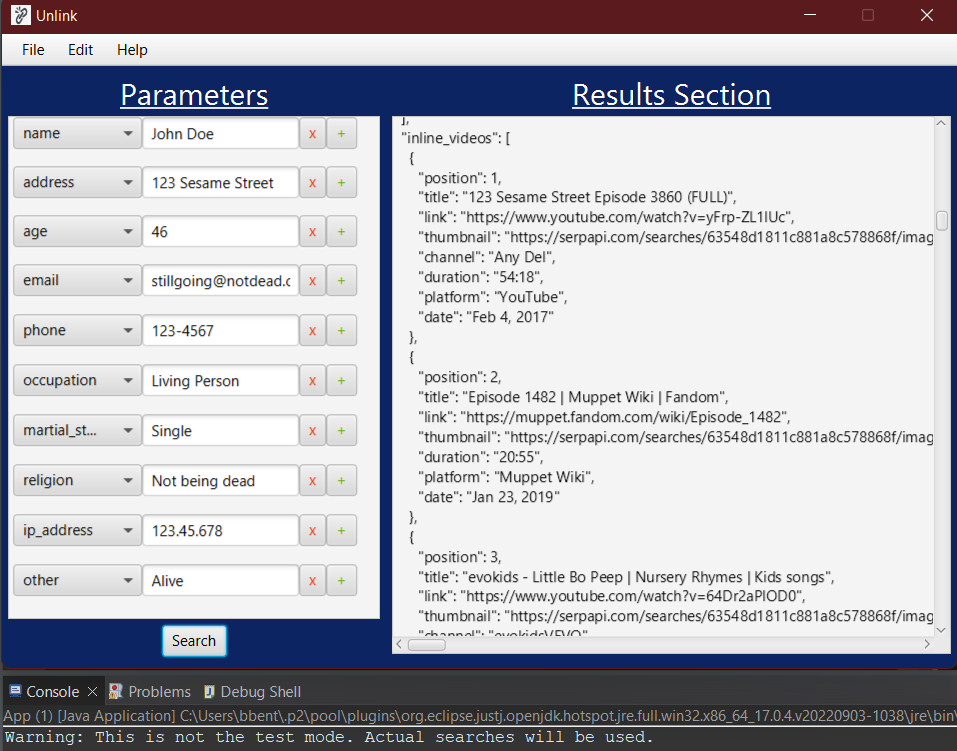 Unlink
File Edit Help
Parameters
name John Doe x +
address 123 Sesame Street x +
age 46 x +
email stillgoing@notdead.c x +
phone 123-4567 x +
occupation Living Person x +
martial_st... Single x +
religion Not being dead x +
ip_address 123.45.678 x +
other Alive x +
Search
Results Section
],
"inline_videos": [
{
"position": 1,
"title": "123 Sesame Street Episode 3860 (FULL)",
"link": "https://www.youtube.com/watch?v=yFrp-ZL1lUc",
"thumbnail": "https://serpapi.com/searches/63548d1811c881a8c578868f/imag
"channel": "Any Del",
"duration": "54:18",
"platform": "YouTube",
"date": "Feb 4, 2017"
},
{
"position": 2,
"title": "Episode 1482 | Muppet Wiki | Fandom",
"link": "https://muppet.fandom.com/wiki/Episode_1482",
"thumbnail": "https://serpapi.com/searches/63548d1811c881a8c578868f/imag
"duration": "20:55",
"platform": "Muppet Wiki",
"date": "Jan 23, 2019"
},
{
"position": 3,
"title": "evokids - Little Bo Peep | Nursery Rhymes | Kids songs",
"link": "https://www.youtube.com/watch?v=64Dr2aPlOD0",
"thumbnail": "https://serpapi.com/searches/63548d1811c881a8c578868f/imag
"channel": "evokidsVEVO"
Console Problems Debug Shell
App (1) [Java Application] C:\Users\bbent\.p2\pool\plugins\org.eclipse.justj.openjdk.hotspot.jre.full.win32.x86_64_17.0.4.v20220903-1038\jre\bin\
Warning: This is not the test mode. Actual searches will be used.